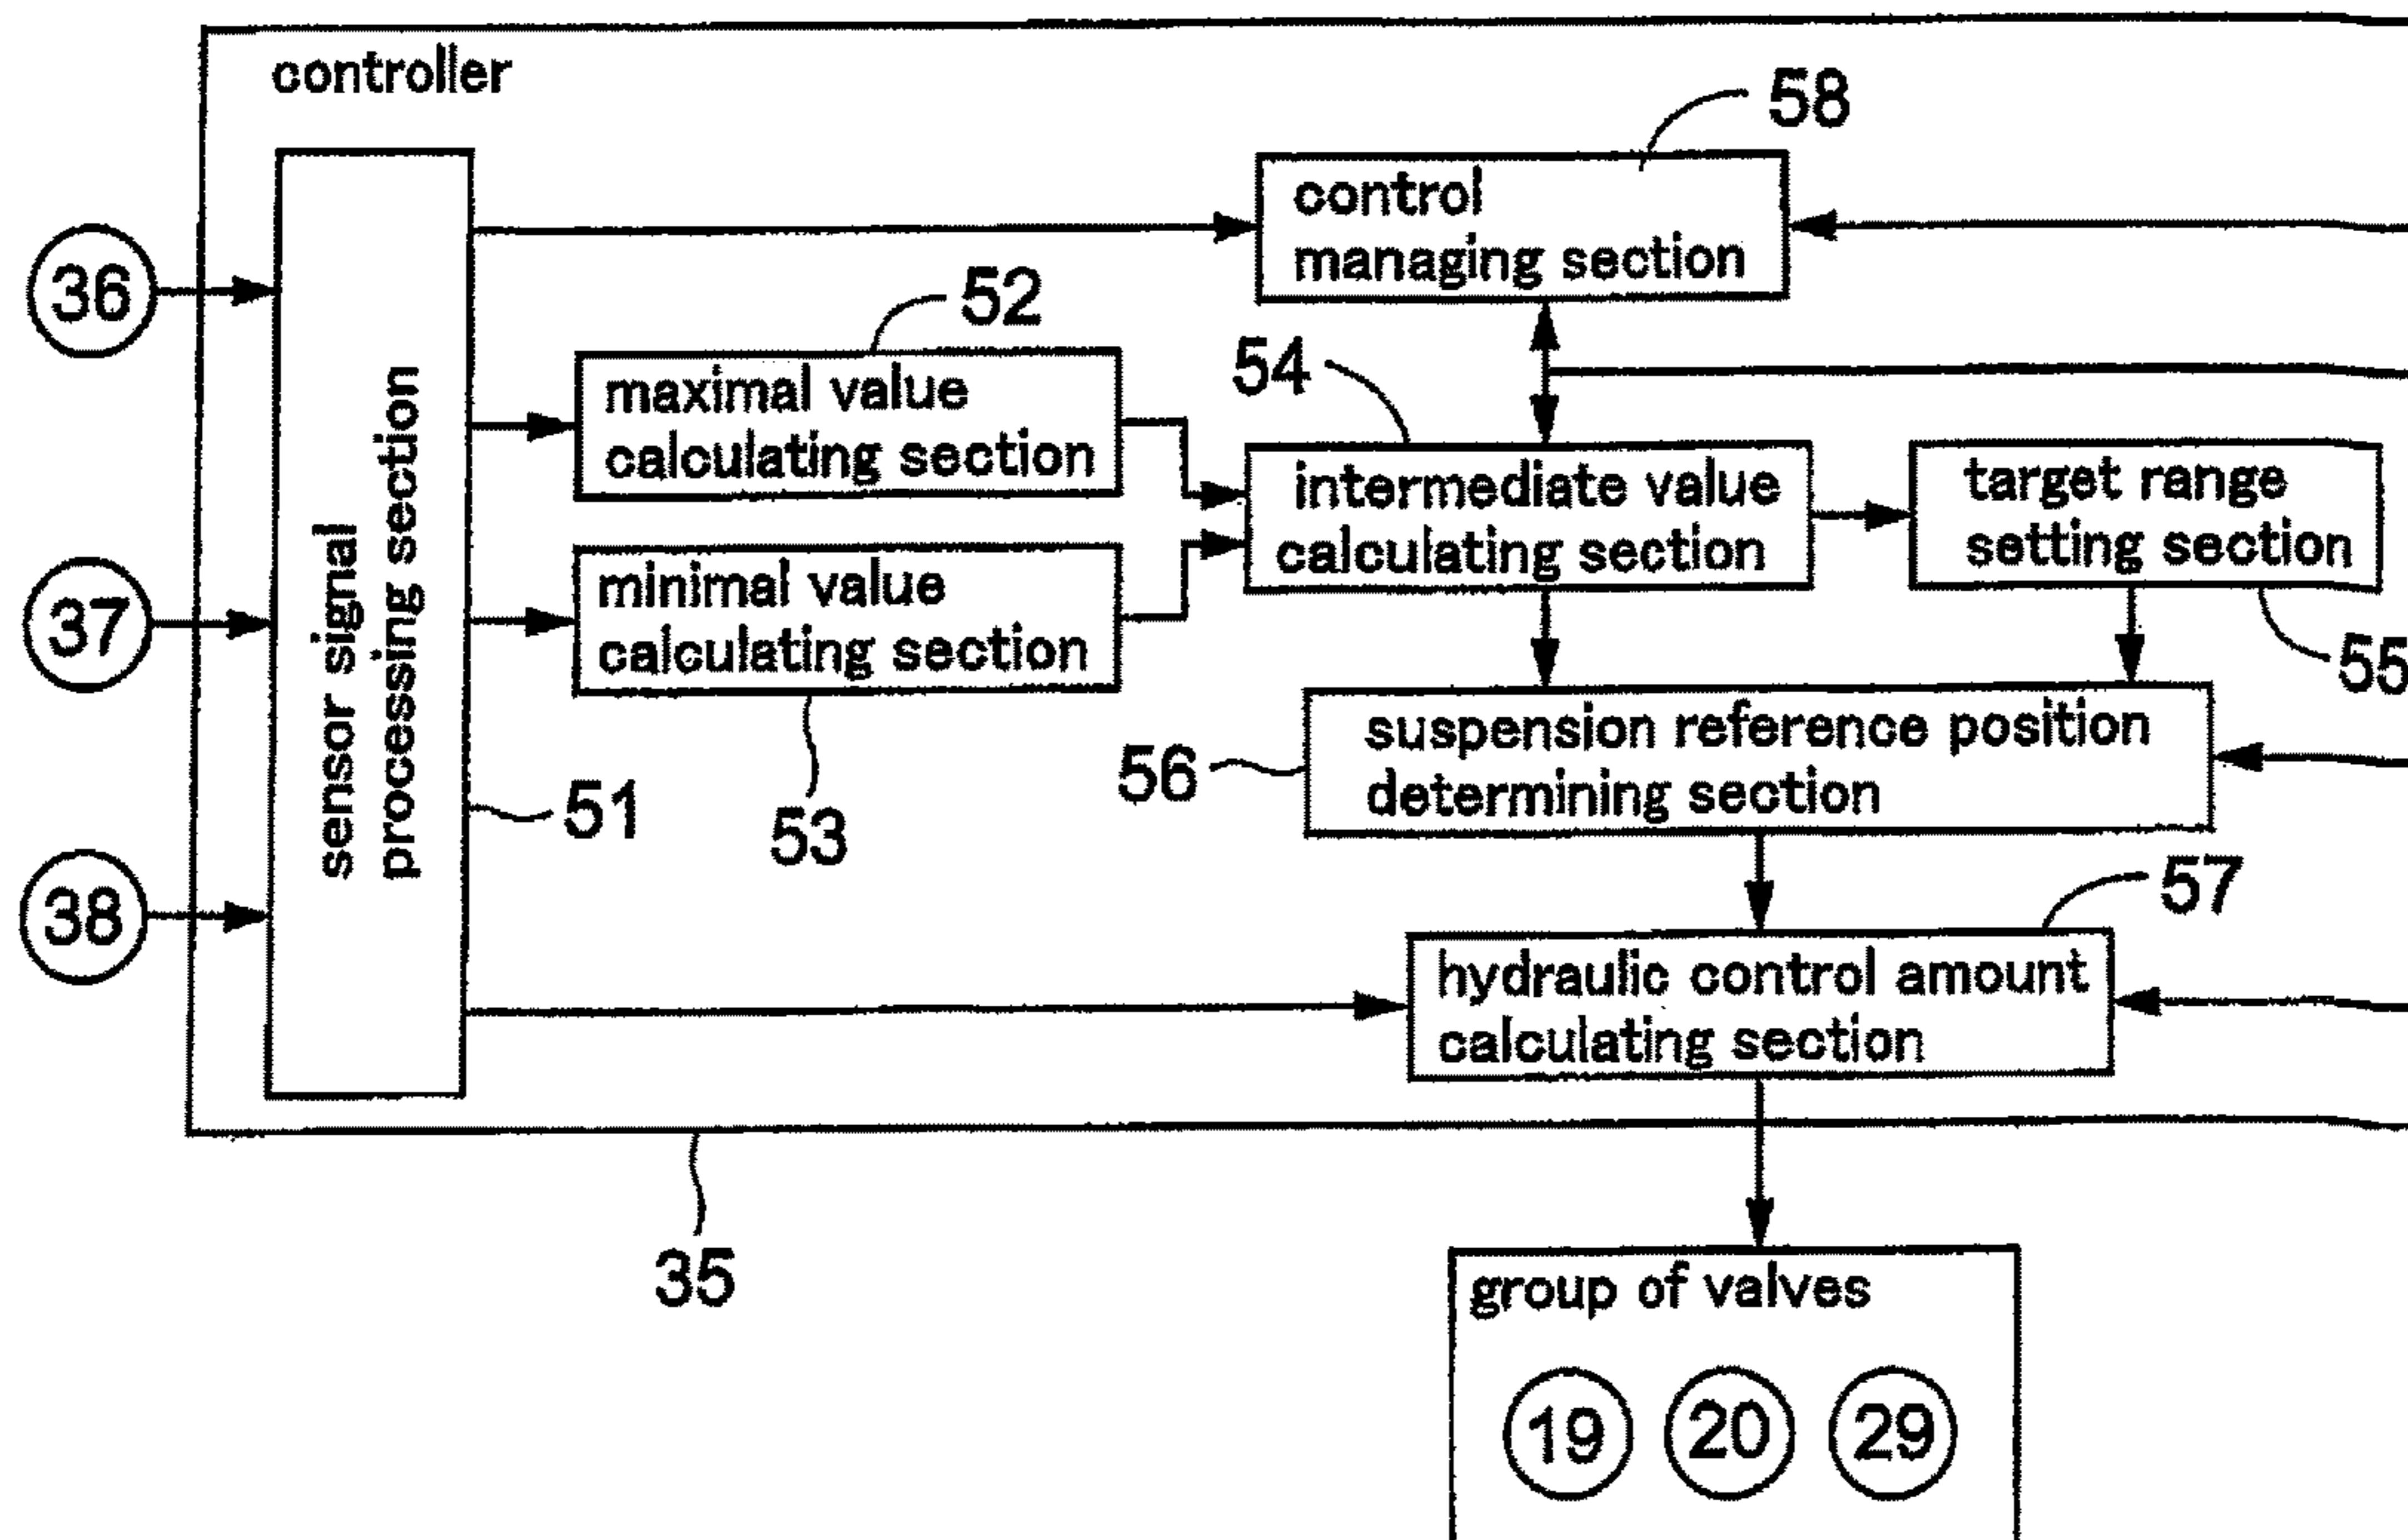 controller
58
control
managing section
36
52
maximal value
calculating section
54
intermediate value
calculating section
target range
setting section
37
sensor signal
processing section
minimal value
calculating section
55
suspension reference position
determining section
56
51
53
38
57
hydraulic control amount
calculating section
35
group of valves
19 20 29